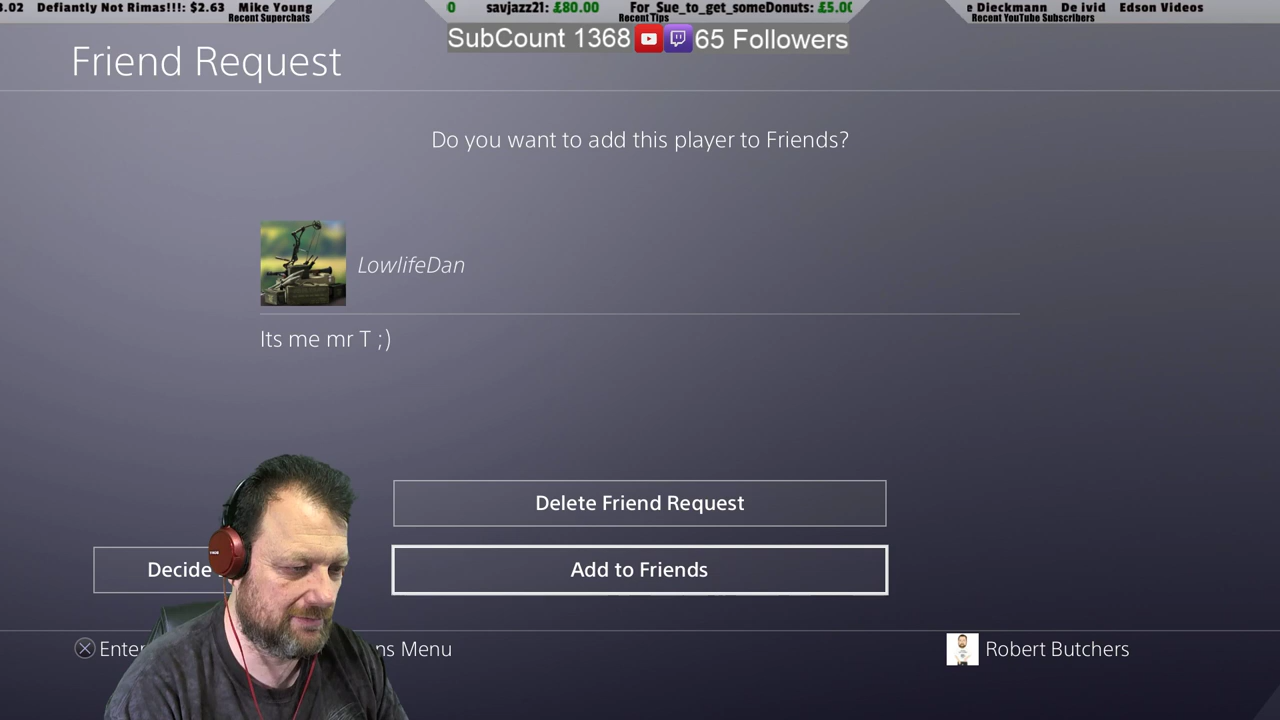 3.02 Defiantly Not Rimas!!!: $2.63 Mike Young
Recent Superchats
0 savjazz21: £80.00 For_Sue_to_get_someDonuts: £5.00
Recent Tips
e Dieckmann De ivid Edson Videos
Recent YouTube Subscribers
SubCount 1368 65 Followers
Friend Request
Do you want to add this player to Friends?
LowlifeDan
Its me mr T ;)
Delete Friend Request
Decide
Add to Friends
Enter
ns Menu
Robert Butchers